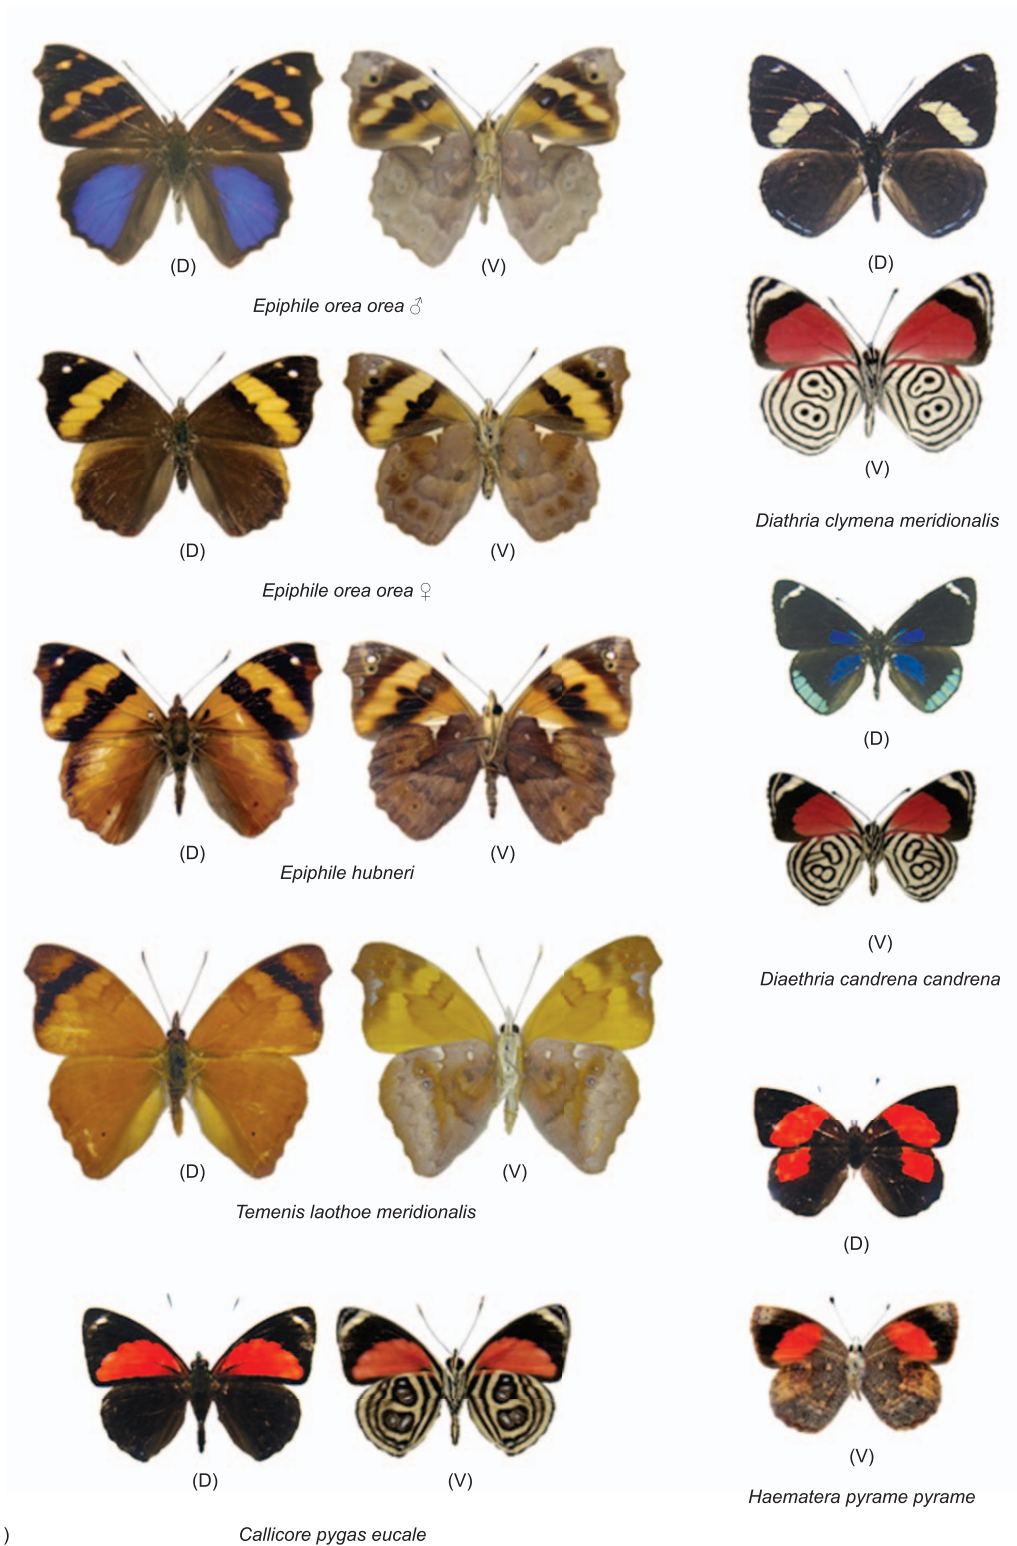 (D) (V)
Epiphile orea orea ♂
(D) (V)
Epiphile orea orea ♀
(D) (V)
Epiphile hubneri
(D) (V)
Temenis laothoe meridionalis
(D) (V)
) Callicore pygas eucale
(D)
(V)
Diathria clymena meridionalis
(D)
(V)
Diaethria candrena candrena
(D)
(V)
Haematera pyrame pyrame